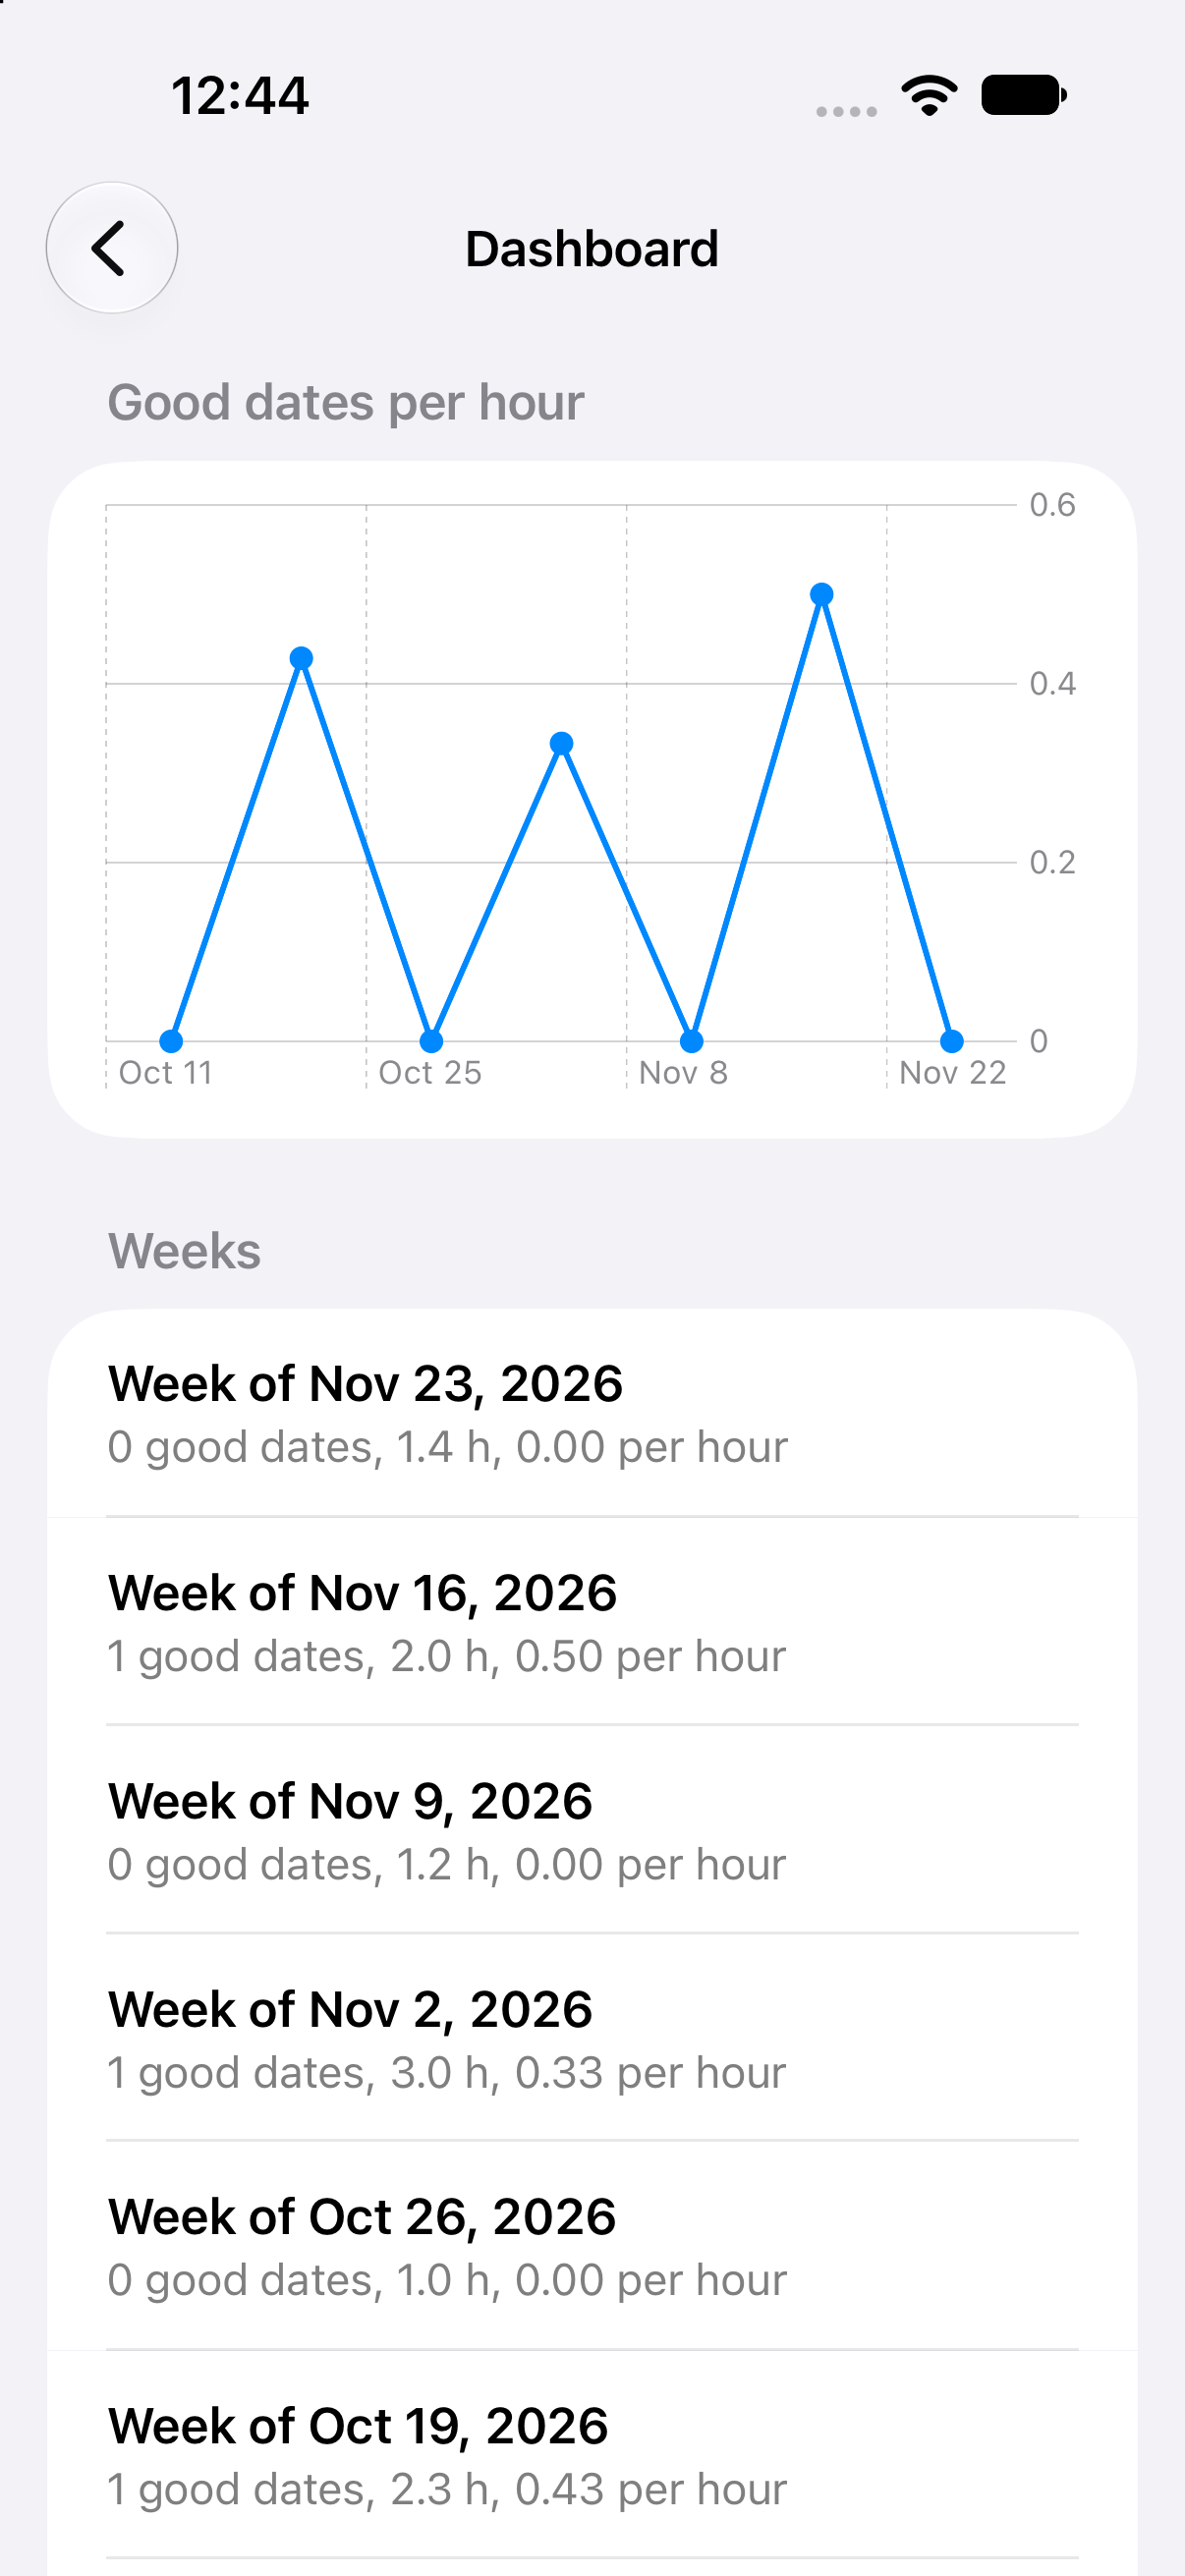 12:44
Dashboard
Good dates per hour
0.6
0.4
0.2
0
Oct 11 Oct 25 Nov 8 Nov 22
Weeks
Week of Nov 23, 2026
0 good dates, 1.4 h, 0.00 per hour
Week of Nov 16, 2026
1 good dates, 2.0 h, 0.50 per hour
Week of Nov 9, 2026
0 good dates, 1.2 h, 0.00 per hour
Week of Nov 2, 2026
1 good dates, 3.0 h, 0.33 per hour
Week of Oct 26, 2026
0 good dates, 1.0 h, 0.00 per hour
Week of Oct 19, 2026
1 good dates, 2.3 h, 0.43 per hour